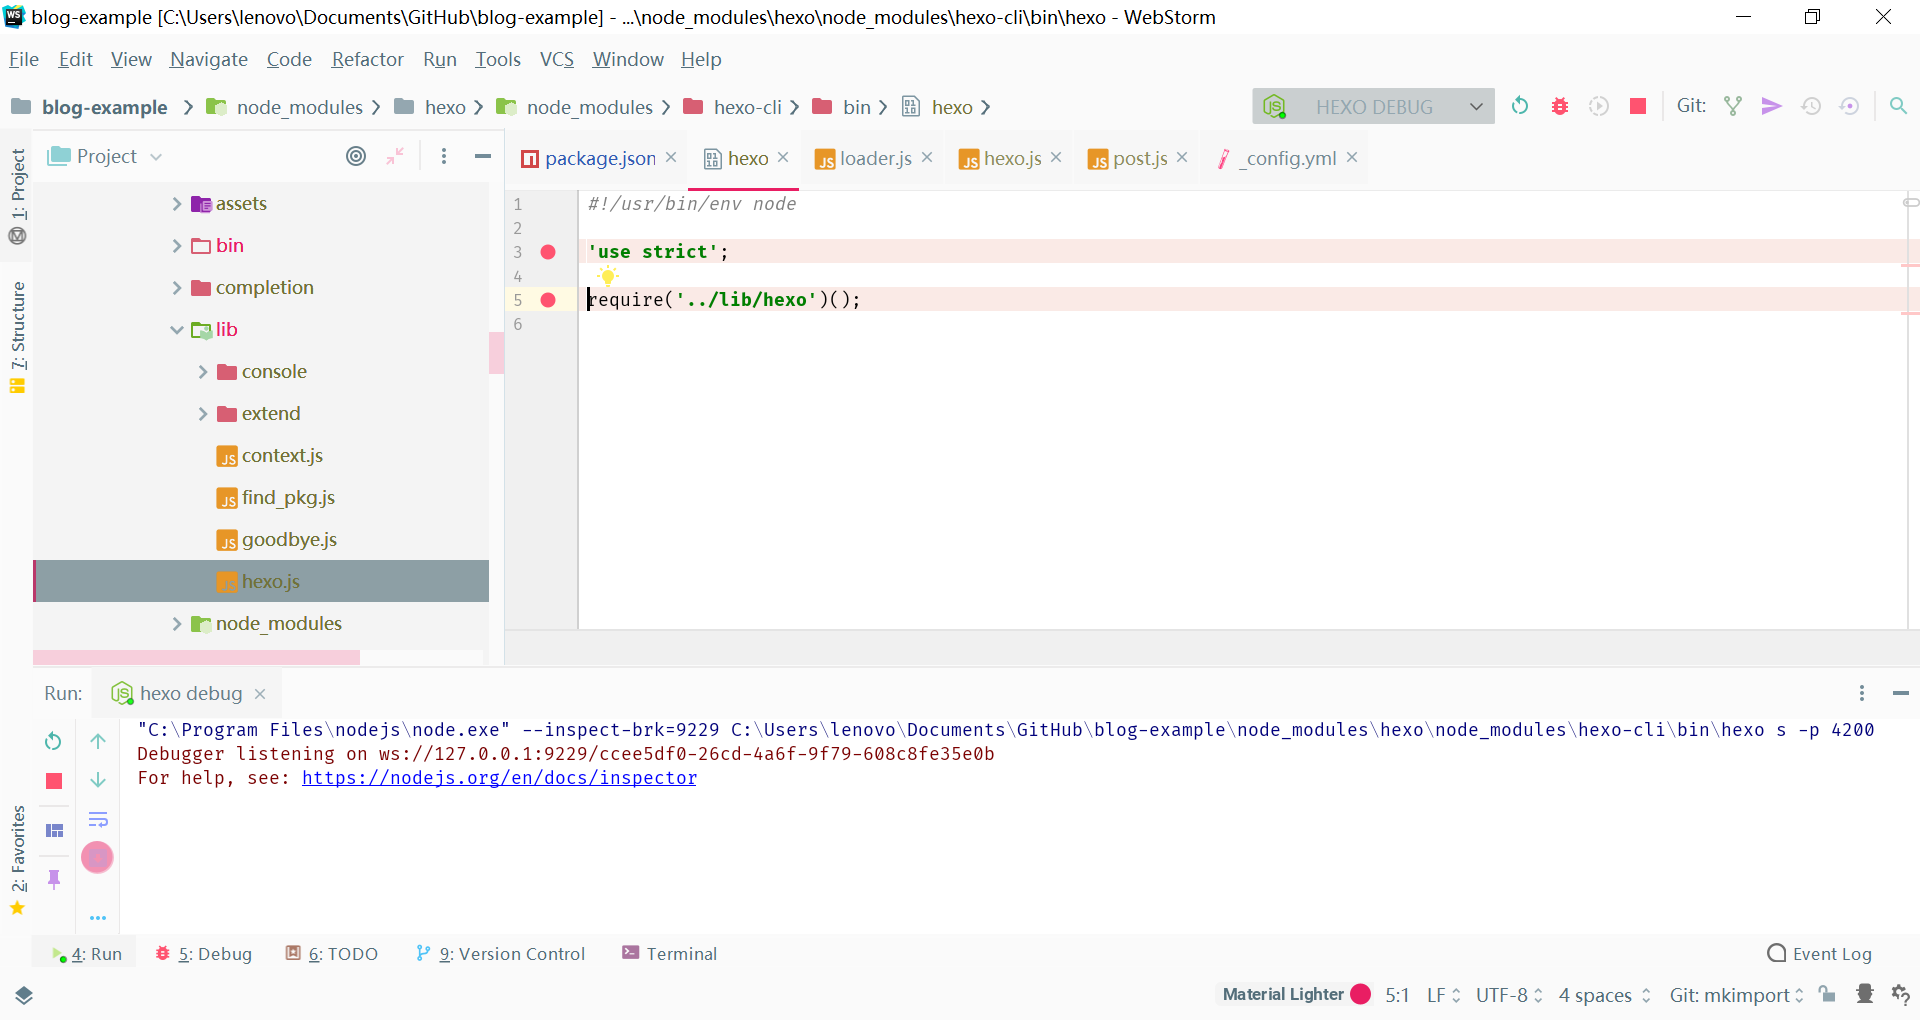 blog-example [C:\Users\lenovo\Documents\GitHub\blog-example] - ...\node_modules\hexo\node_modules\hexo-cli\bin\hexo - WebStorm
File Edit View Navigate Code Refactor Run Tools VCS Window Help
blog-example node_modules hexo node_modules hexo-cli bin hexo HEXO DEBUG Git:
1: Project
7: Structure
2: Favorites
Project
package.json hexo loader.js hexo.js post.js _config.yml
assets
bin
completion
lib
console
extend
context.js
find_pkg.js
goodbye.js
hexo.js
node_modules
1 #!/usr/bin/env node
2
3 'use strict';
4
5 require('../lib/hexo')();
6
Run: hexo debug
"C:\Program Files\nodejs\node.exe" --inspect-brk=9229 C:\Users\lenovo\Documents\GitHub\blog-example\node_modules\hexo\node_modules\hexo-cli\bin\hexo s -p 4200
Debugger listening on ws://127.0.0.1:9229/ccee5df0-26cd-4a6f-9f79-608c8fe35e0b
For help, see: https://nodejs.org/en/docs/inspector
4: Run 5: Debug 6: TODO 9: Version Control Terminal Event Log
Material Lighter 5:1 LF UTF-8 4 spaces Git: mkimport